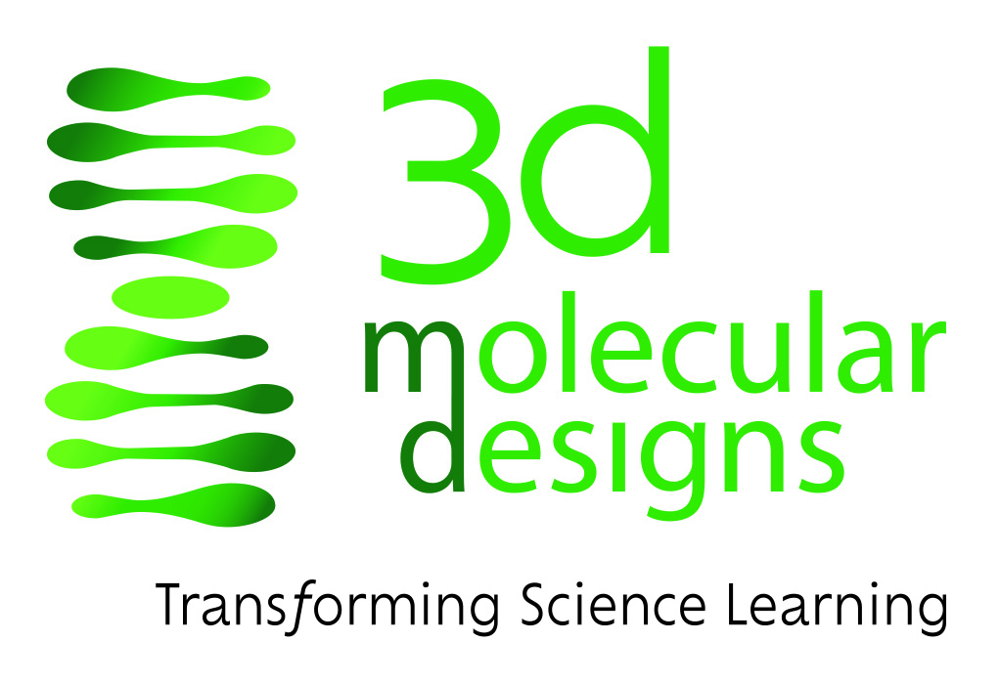 3d
molecular
designs
Transforming Science Learning